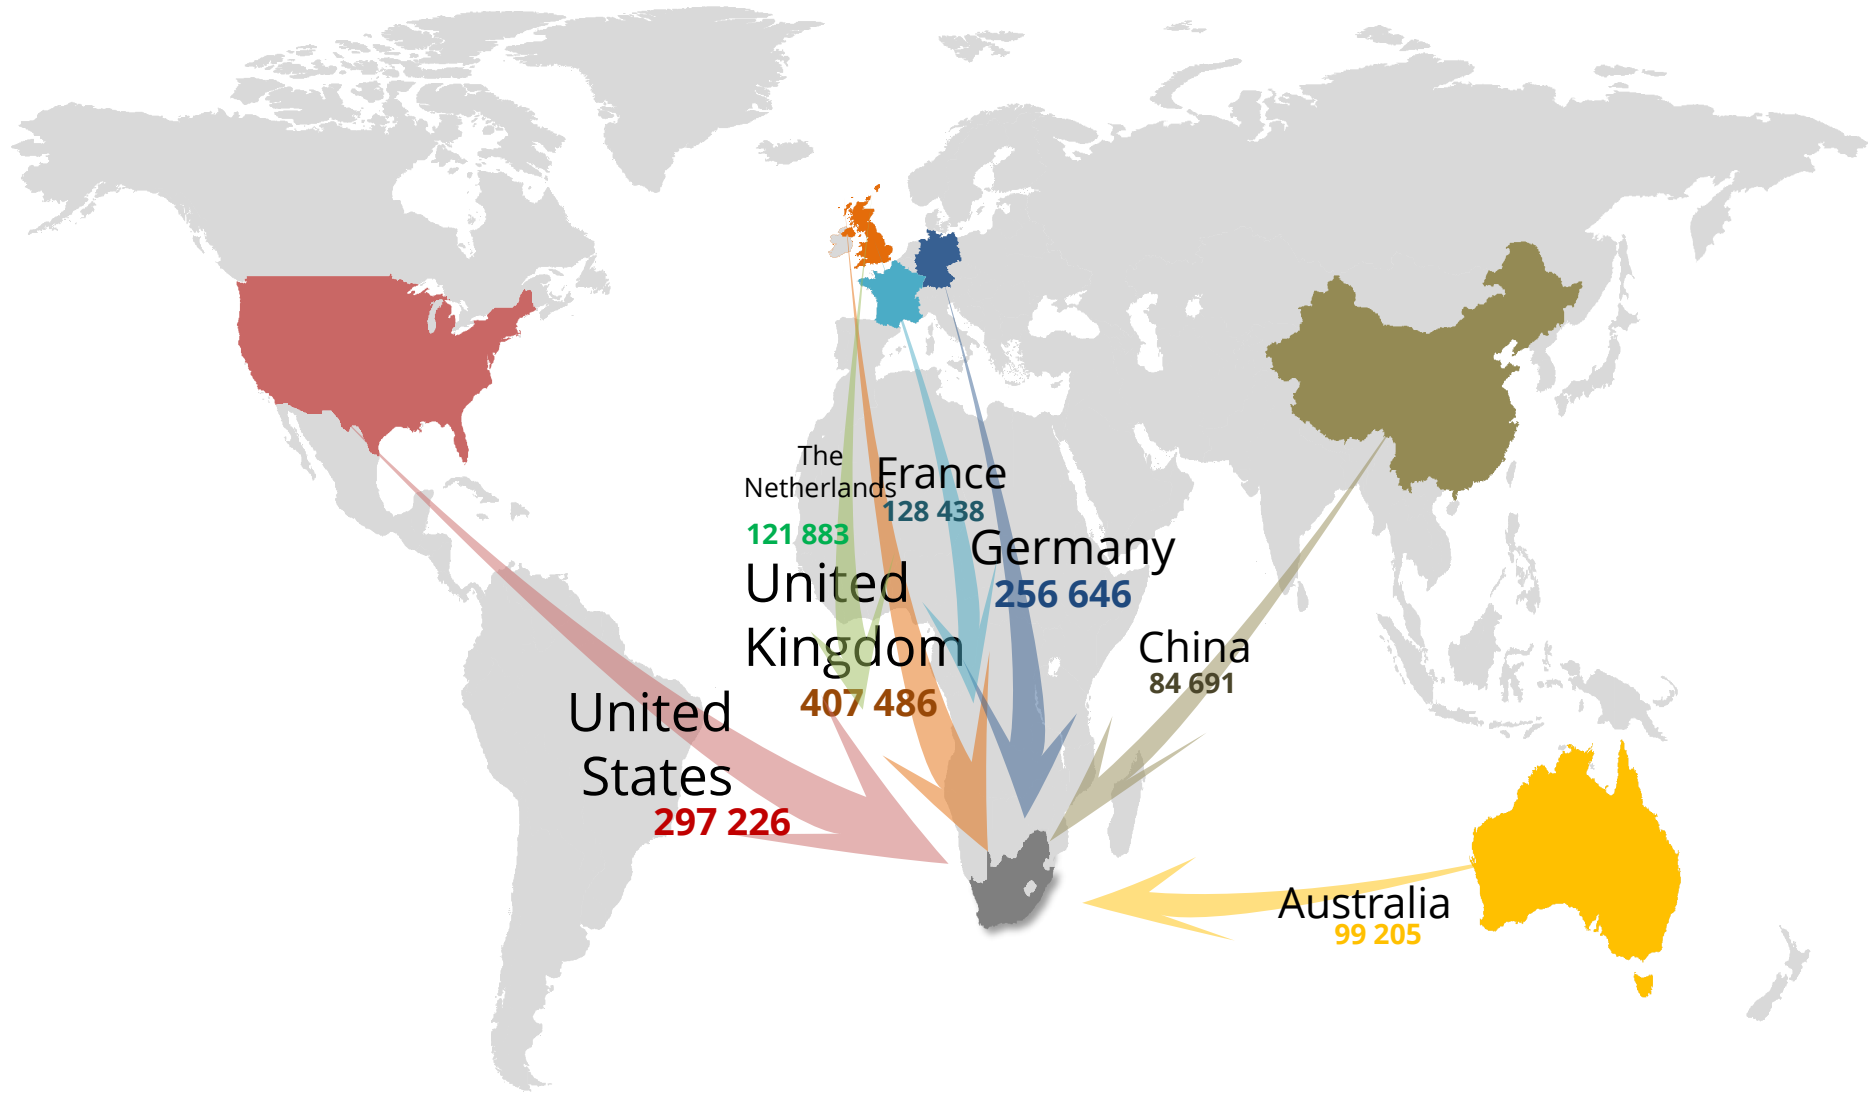 The
Netherlands
121 883
France
128 438
Germany
256 646
United
Kingdom
407 486
China
84 691
United
States
297 226
Australia
99 205